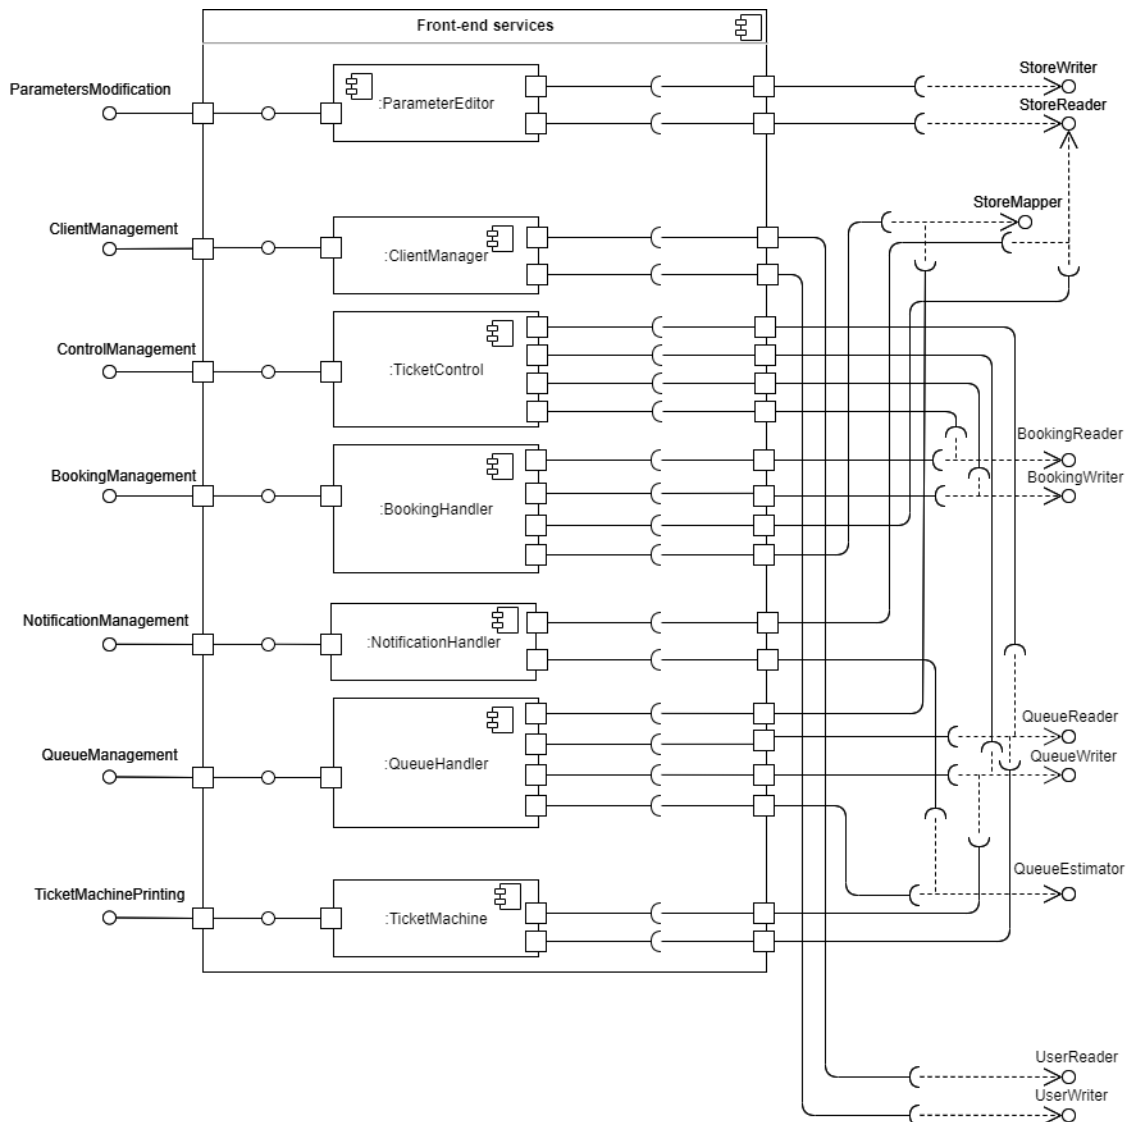 Front-end services
StoreWriter
ParametersModification
:ParameterEditor
StoreReader
StoreMapper
ClientManagement
:ClientManager
ControlManagement
:TicketControl
BookingReader
BookingManagement
BookingWriter
:BookingHandler
NotificationManagement
:NotificationHandler
QueueReader
QueueManagement
QueueWriter
:QueueHandler
QueueEstimator
TicketMachinePrinting
:TicketMachine
UserReader
UserWriter